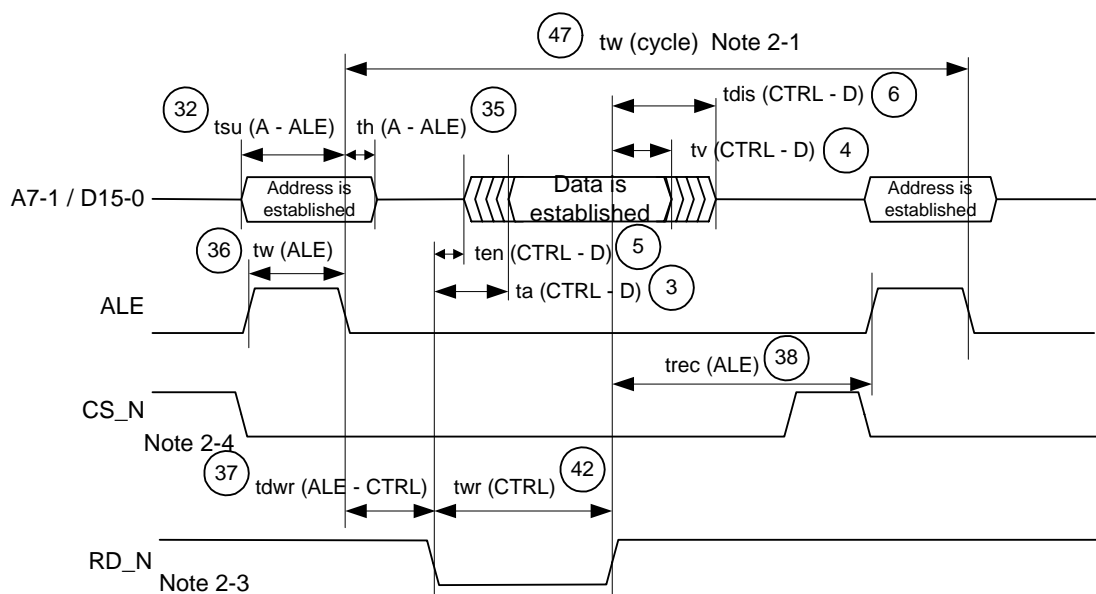 47 tw (cycle) Note 2-1
tdis (CTRL - D) 6
32 tsu (A - ALE) th (A - ALE) 35
tv (CTRL - D) 4
A7-1 / D15-0
Address is
established
Data is
established
Address is
established
36 tw (ALE)
ten (CTRL - D) 5
ta (CTRL - D) 3
ALE
trec (ALE) 38
CS_N
Note 2-4
37 tdwr (ALE - CTRL) twr (CTRL) 42
RD_N
Note 2-3